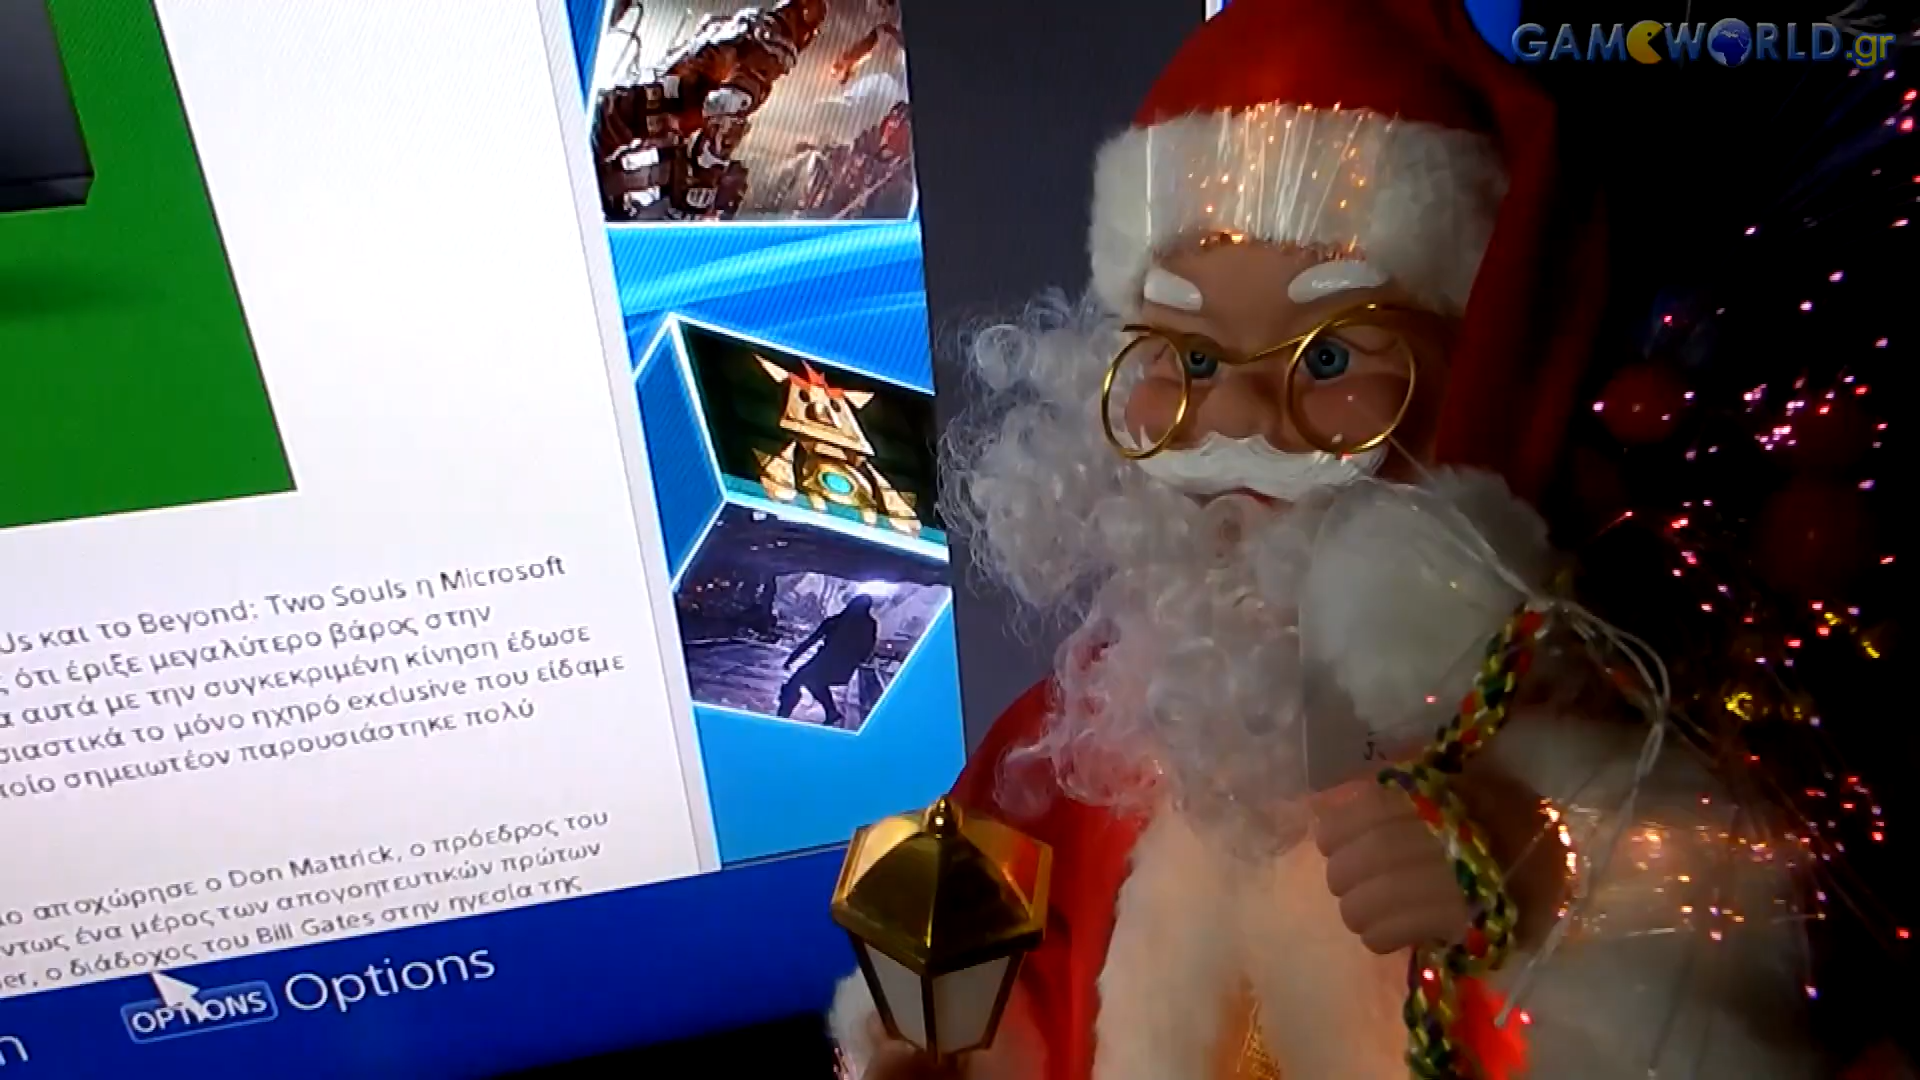 GAMEWORLD.gr
Us και το Beyond: Two Souls η Microsoft
ς ότι έριξε μεγαλύτερο βάρος στην
α αυτά με την συγκεκριμένη κίνηση έδωσε
σιαστικά το μόνο ηχηρό exclusive που είδαμε
ποίο σημειωτέον παρουσιάστηκε πολύ
αποχώρησε ο Don Mattrick, ο πρόεδρος του
ντως ένα μέρος των απογοητευτικών πρώτων
er, ο διάδοχος του Bill Gates στην ηγεσία της
OPTIONS Options